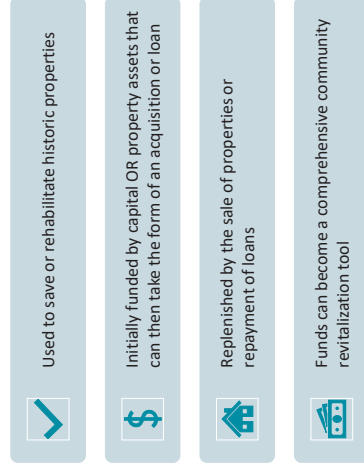 Used to save or rehabilitate historic properties
Initially funded by capital OR property assets that
can then take the form of an acquisition or loan
Replenished by the sale of properties or
repayment of loans
Funds can become a comprehensive community
revitalization tool